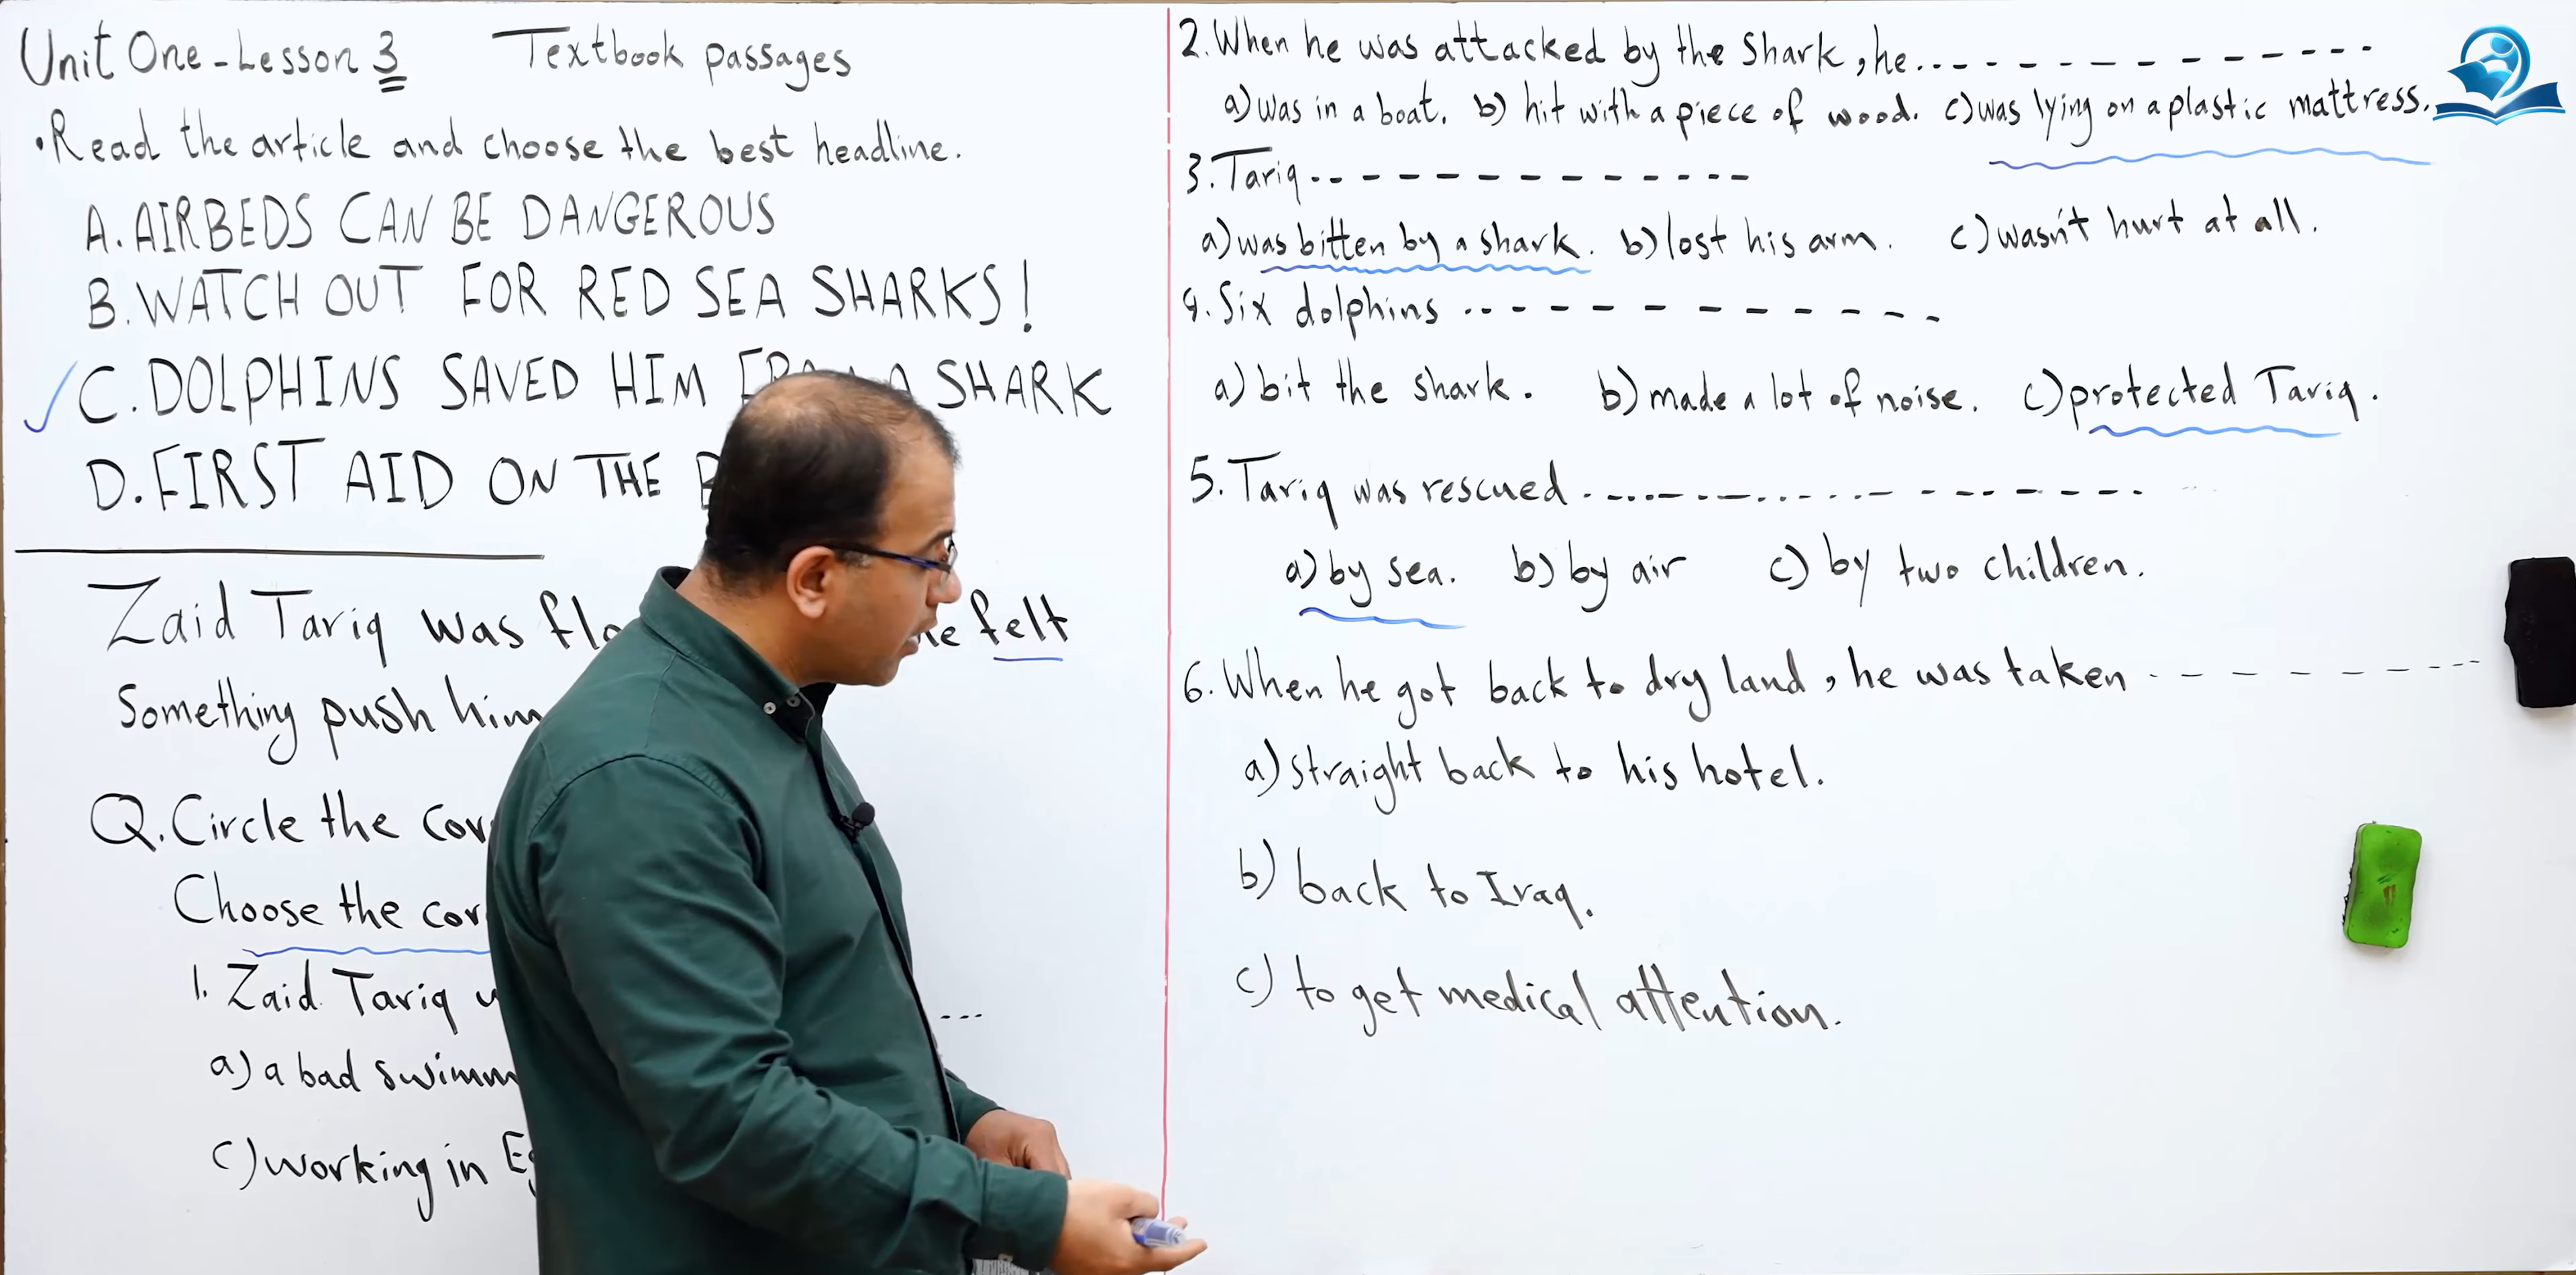 Unit One - Lesson 3 Textbook passages
• Read the article and choose the best headline.
A. AIRBEDS CAN BE DANGEROUS
B. WATCH OUT FOR RED SEA SHARKS!
C. DOLPHINS SAVED HIM A SHARK
D. FIRST AID ON THE
Zaid Tariq was felt
Something push him
Q. Circle the
Choose the
1. Zaid Tariq
a) a bad
c) working in
2. When he was attacked by the Shark, he..............
a) was in a boat. b) hit with a piece of wood. c) was lying on a plastic mattress.
3. Tariq..............
a) was bitten by a shark. b) lost his arm. c) wasn't hurt at all.
4. Six dolphins ..............
a) bit the shark. b) made a lot of noise. c) protected Tariq.
5. Tariq was rescued ..............
a) by sea. b) by air c) by two children.
6. When he got back to dry land, he was taken ..........
a) straight back to his hotel.
b) back to Iraq.
c) to get medical attention.